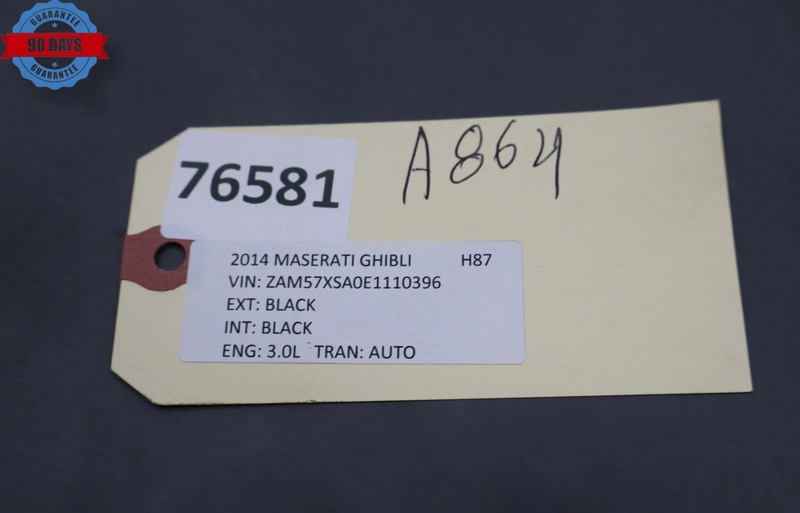 GUARANTEE
90 DAYS
GUARANTEE
A864
76581
2014 MASERATI GHIBLI H87
VIN: ZAM57XSA0E1110396
EXT: BLACK
INT: BLACK
ENG: 3.0L TRAN: AUTO